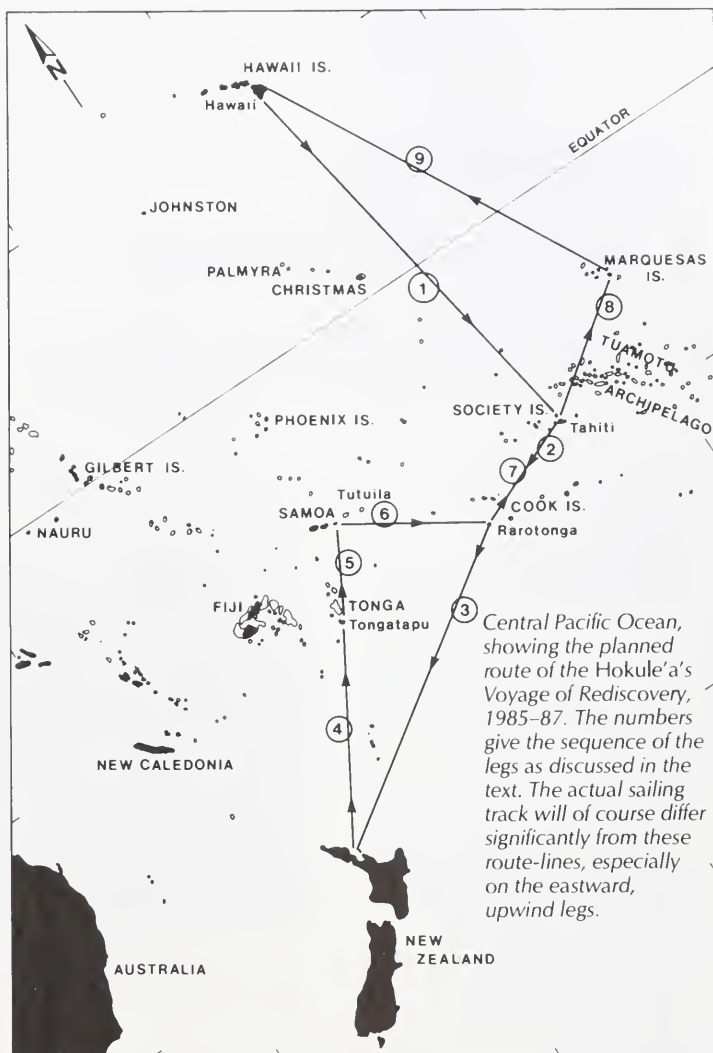 N
HAWAII IS.
Hawaii
EQUATOR
9
JOHNSTON
PALMYRA
CHRISTMAS
1
MARQUESAS
IS.
8
TUAMOTU
ARCHIPELAGO
SOCIETY IS.
Tahiti
PHOENIX IS.
2
7
GILBERT IS.
COOK IS.
Tutuila
SAMOA
6
Rarotonga
NAURU
5
3
FIJI
TONGA
Tongatapu
4
NEW CALEDONIA
Central Pacific Ocean,
showing the planned
route of the Hokule'a's
Voyage of Rediscovery,
1985–87. The numbers
give the sequence of the
legs as discussed in the
text. The actual sailing
track will of course differ
significantly from these
route-lines, especially
on the eastward,
upwind legs.
NEW
ZEALAND
AUSTRALIA